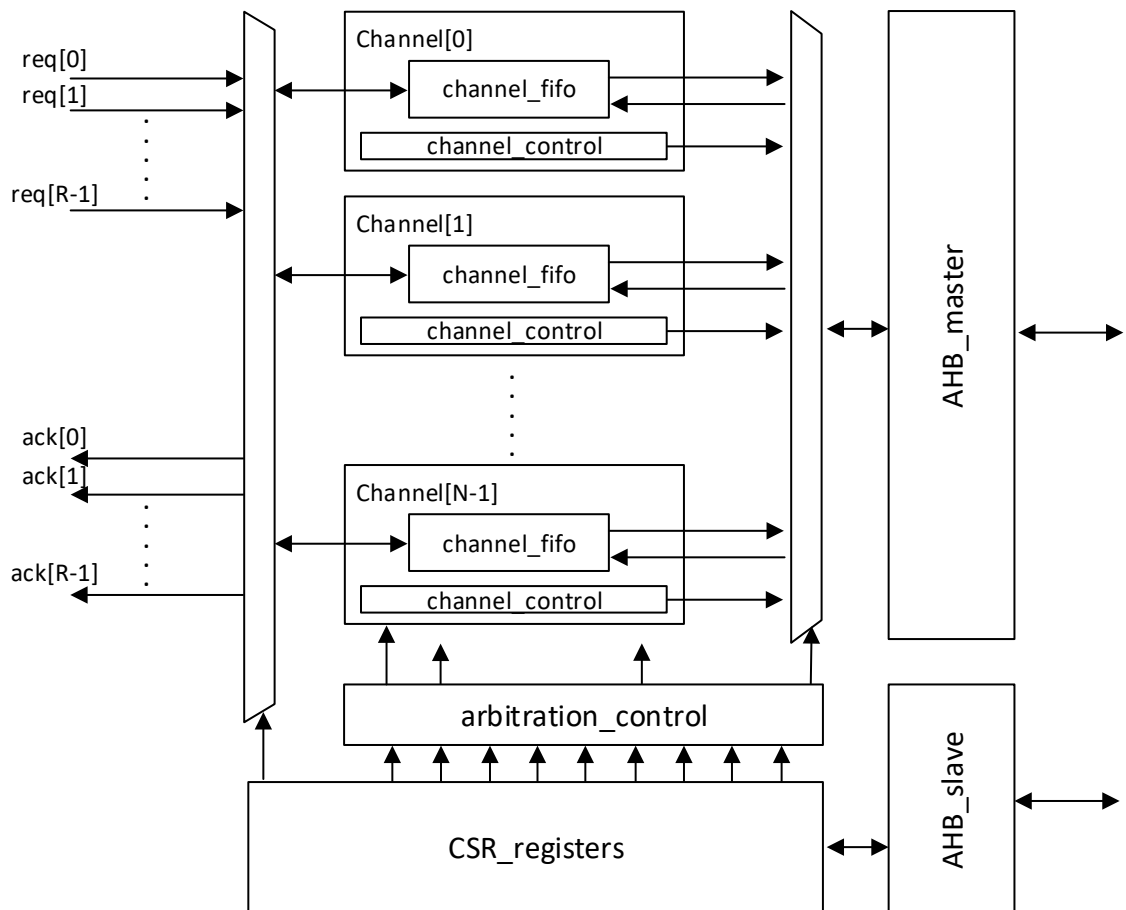 Channel[0]
req[0]
channel_fifo
req[1]
channel_control
req[R-1]
Channel[1]
channel_fifo
channel_control
AHB_master
ack[0]
ack[1]
Channel[N-1]
channel_fifo
ack[R-1]
channel_control
arbitration_control
AHB_slave
CSR_registers